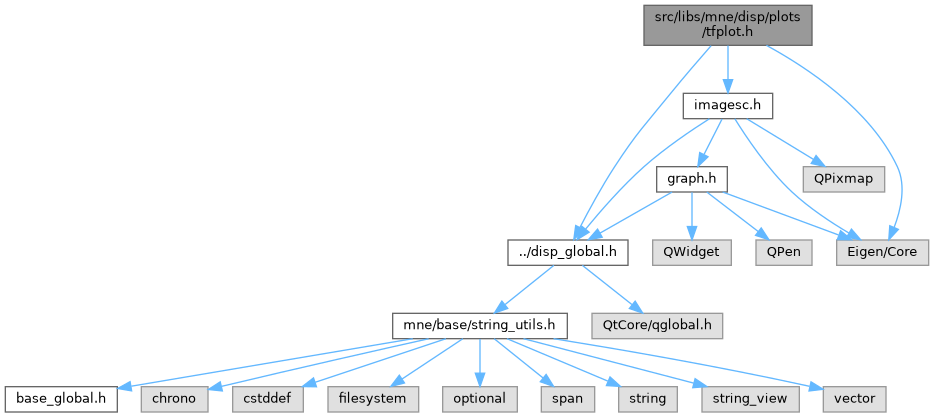 src/libs/mne/disp/plots
/tfplot.h
imagesc.h
graph.h
QPixmap
../disp_global.h
QWidget
QPen
Eigen/Core
mne/base/string_utils.h
QtCore/qglobal.h
base_global.h
chrono
cstddef
filesystem
optional
span
string
string_view
vector